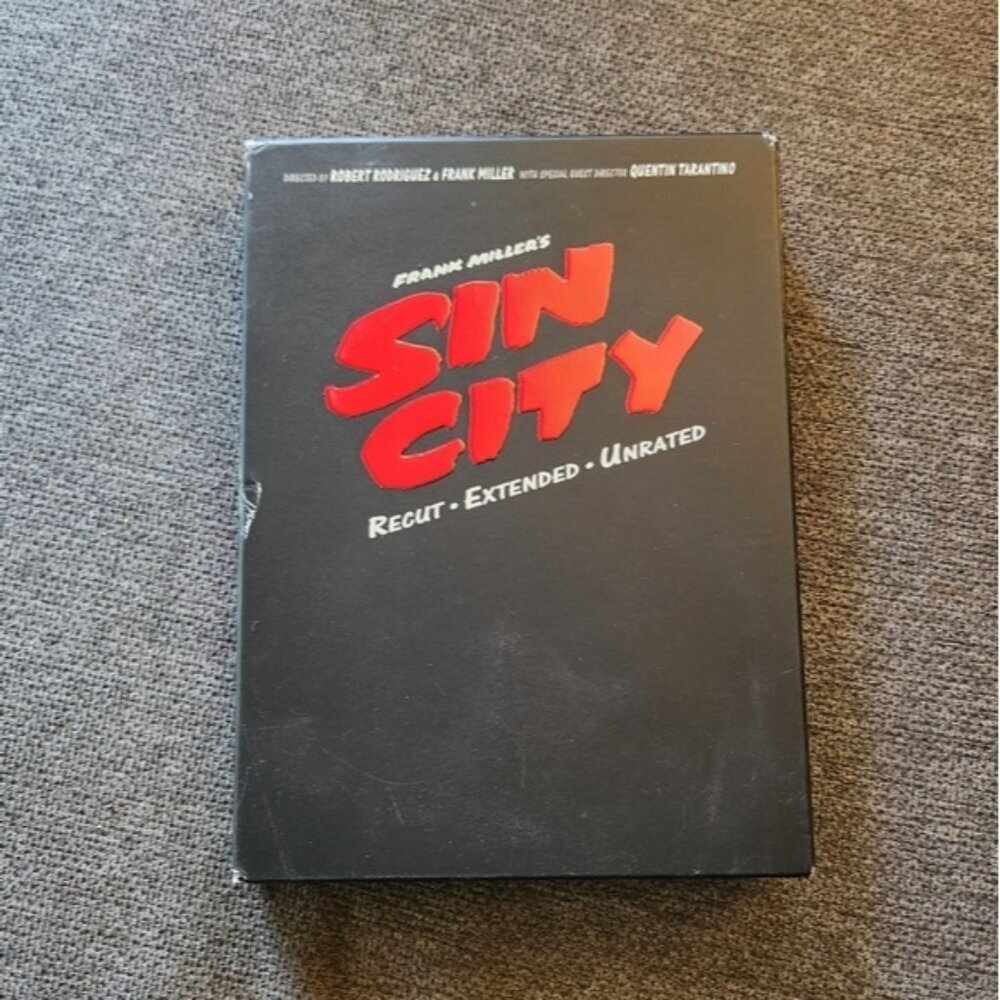 DIRECTED BY ROBERT RODRIGUEZ & FRANK MILLER WITH SPECIAL GUEST DIRECTOR QUENTIN TARANTINO
FRANK MILLER'S
SIN
CITY
RECUT • EXTENDED • UNRATED